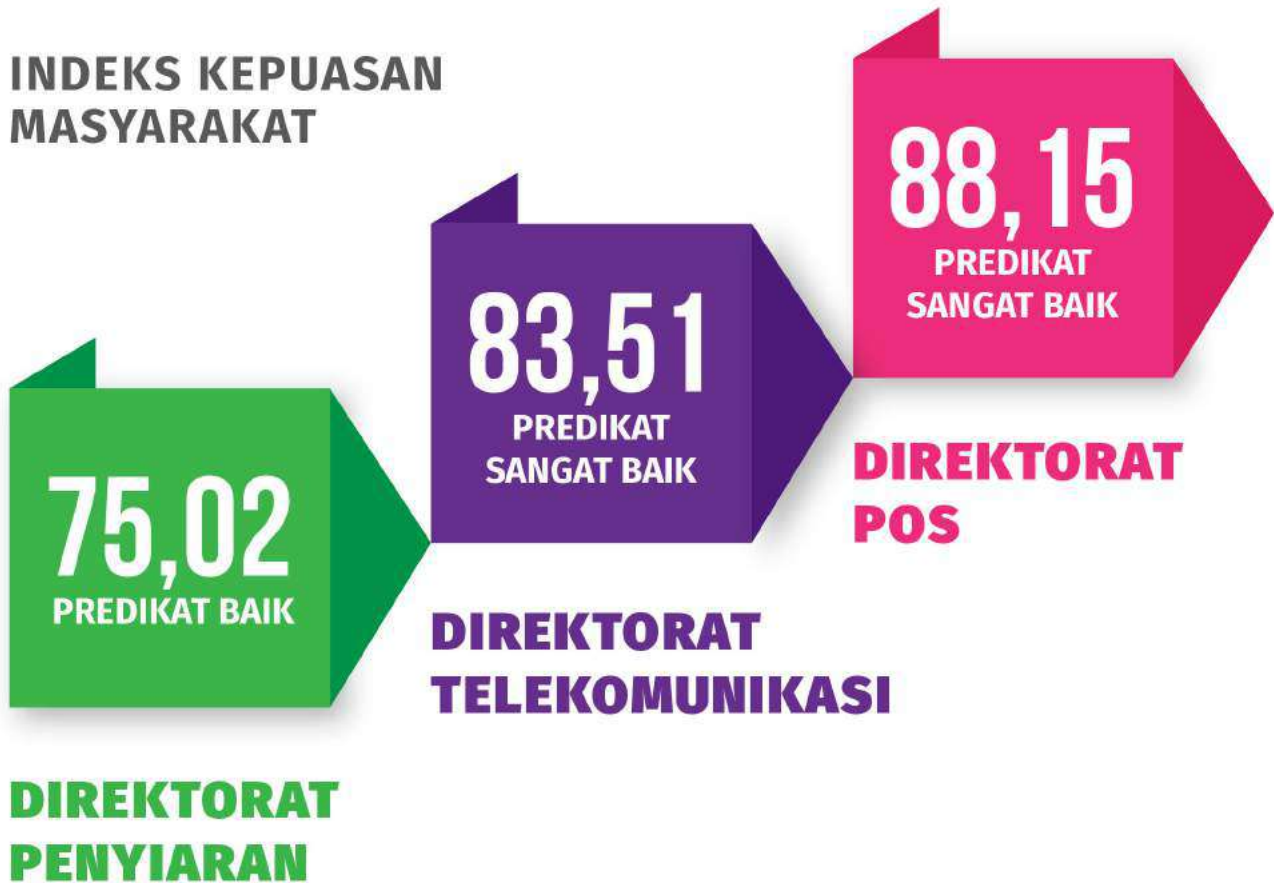 INDEKS KEPUASAN
MASYARAKAT
75,02
PREDIKAT BAIK
DIREKTORAT
PENYIARAN
83,51
PREDIKAT
SANGAT BAIK
DIREKTORAT
TELEKOMUNIKASI
88,15
PREDIKAT
SANGAT BAIK
DIREKTORAT
POS